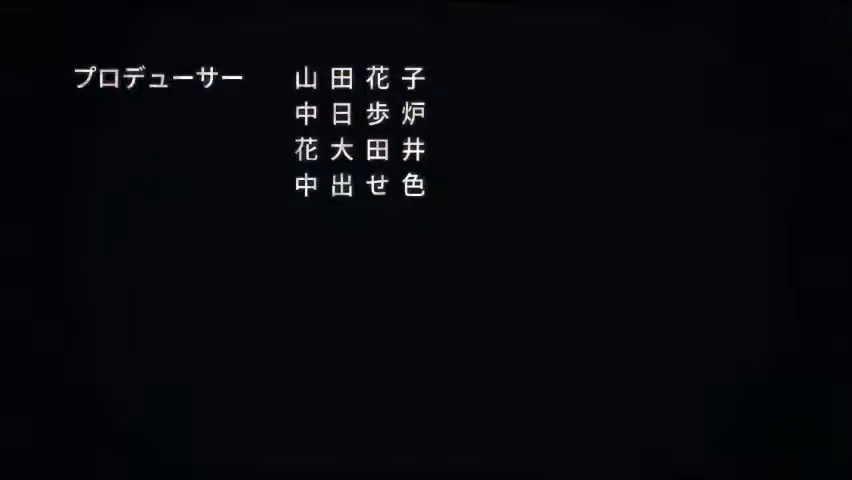 プロデューサー 山田花子
中日歩炉
花大田井
中出せ色